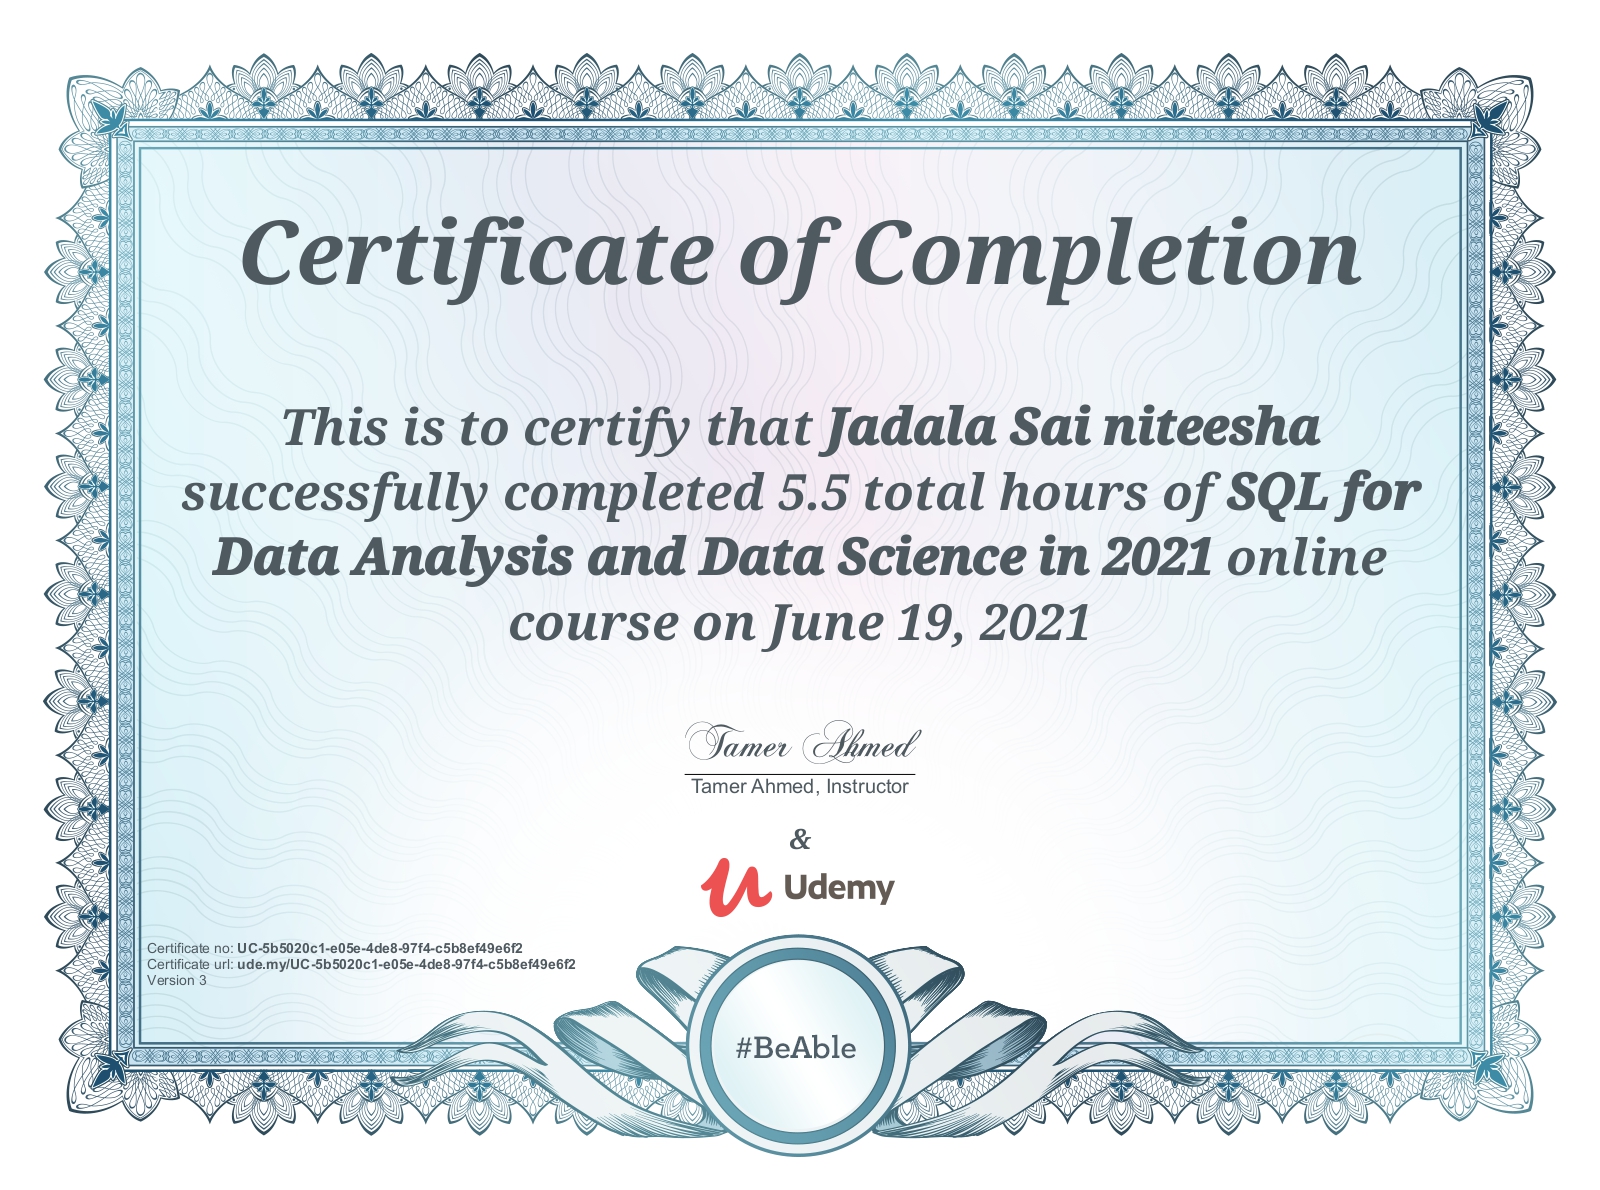 Certificate of Completion
This is to certify that Jadala Sai niteesha
successfully completed 5.5 total hours of SQL for
Data Analysis and Data Science in 2021 online
course on June 19, 2021
Tamer Ahmed
Tamer Ahmed, Instructor
&
Udemy
Certificate no: UC-5b5020c1-e05e-4de8-97f4-c5b8ef49e6f2
Certificate url: ude.my/UC-5b5020c1-e05e-4de8-97f4-c5b8ef49e6f2
Version 3
#BeAble